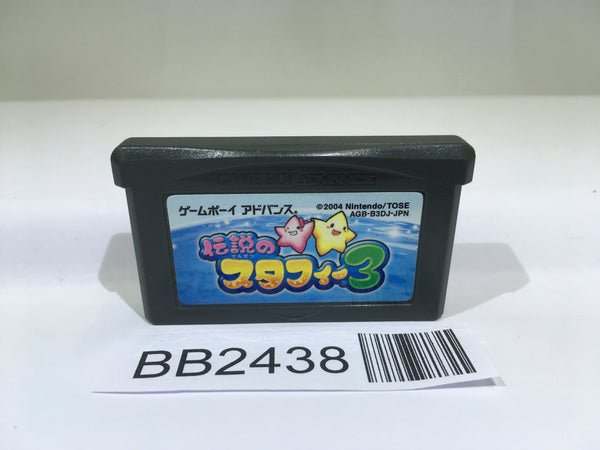 GAME BOY ADVANCE
ゲームボーイ アドバンス®
©2004 Nintendo/TOSE
AGB-B3DJ-JPN
伝説の
でんせつ
スタフィー3
BB2438